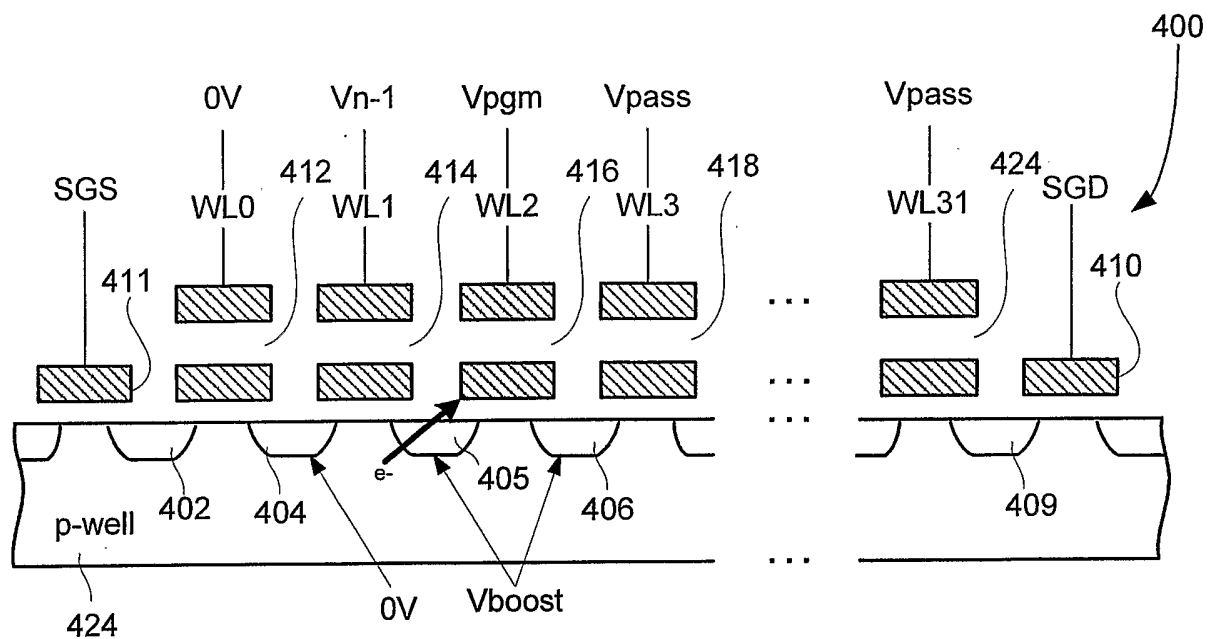 400
0V Vn-1 Vpgm Vpass Vpass
412 414 416 418 424
SGS WL0 WL1 WL2 WL3 WL31 SGD
411 410
...
...
...
e-
405
402 404 406 409
p-well
...
0V Vboost
424